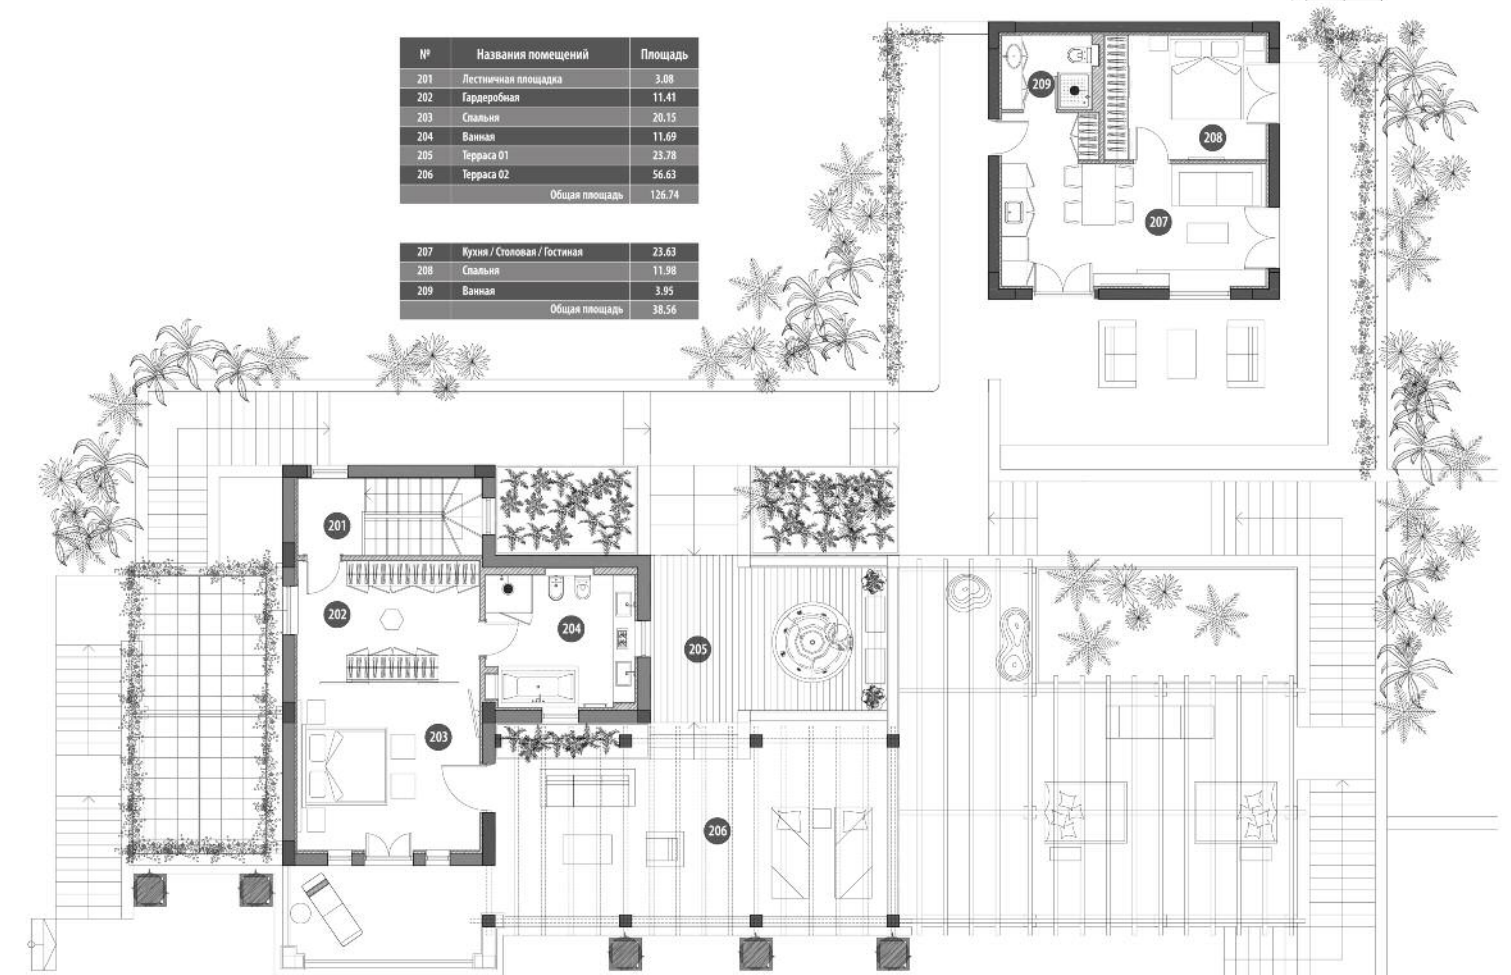 № Названия помещений Площадь
201 Лестничная площадка 3.08
202 Гардеробная 11.41
203 Спальня 20.15
204 Ванная 11.69
205 Терраса 01 23.78
206 Терраса 02 56.63
Общая площадь 126.74
207 Кухня / Столовая / Гостиная 23.63
208 Спальня 11.98
209 Ванная 3.95
Общая площадь 38.56
209
208
207
201
202
204
205
203
206